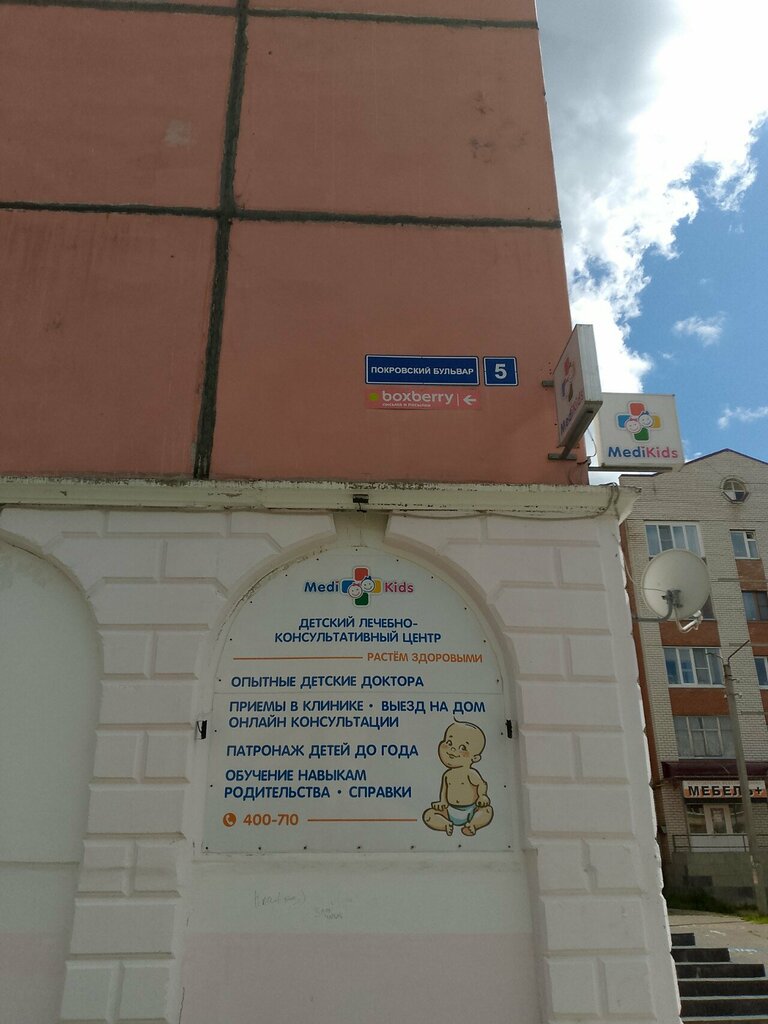 ПОКРОВСКИЙ БУЛЬВАР 5
boxberry
MediKids
MediKids
Medi Kids
ДЕТСКИЙ ЛЕЧЕБНО-
КОНСУЛЬТАТИВНЫЙ ЦЕНТР
РАСТЁМ ЗДОРОВЫМИ
ОПЫТНЫЕ ДЕТСКИЕ ДОКТОРА
ПРИЕМЫ В КЛИНИКЕ • ВЫЕЗД НА ДОМ
ОНЛАЙН КОНСУЛЬТАЦИИ
ПАТРОНАЖ ДЕТЕЙ ДО ГОДА
ОБУЧЕНИЕ НАВЫКАМ
РОДИТЕЛЬСТВА • СПРАВКИ
400-710
МЕБЕЛЬ+